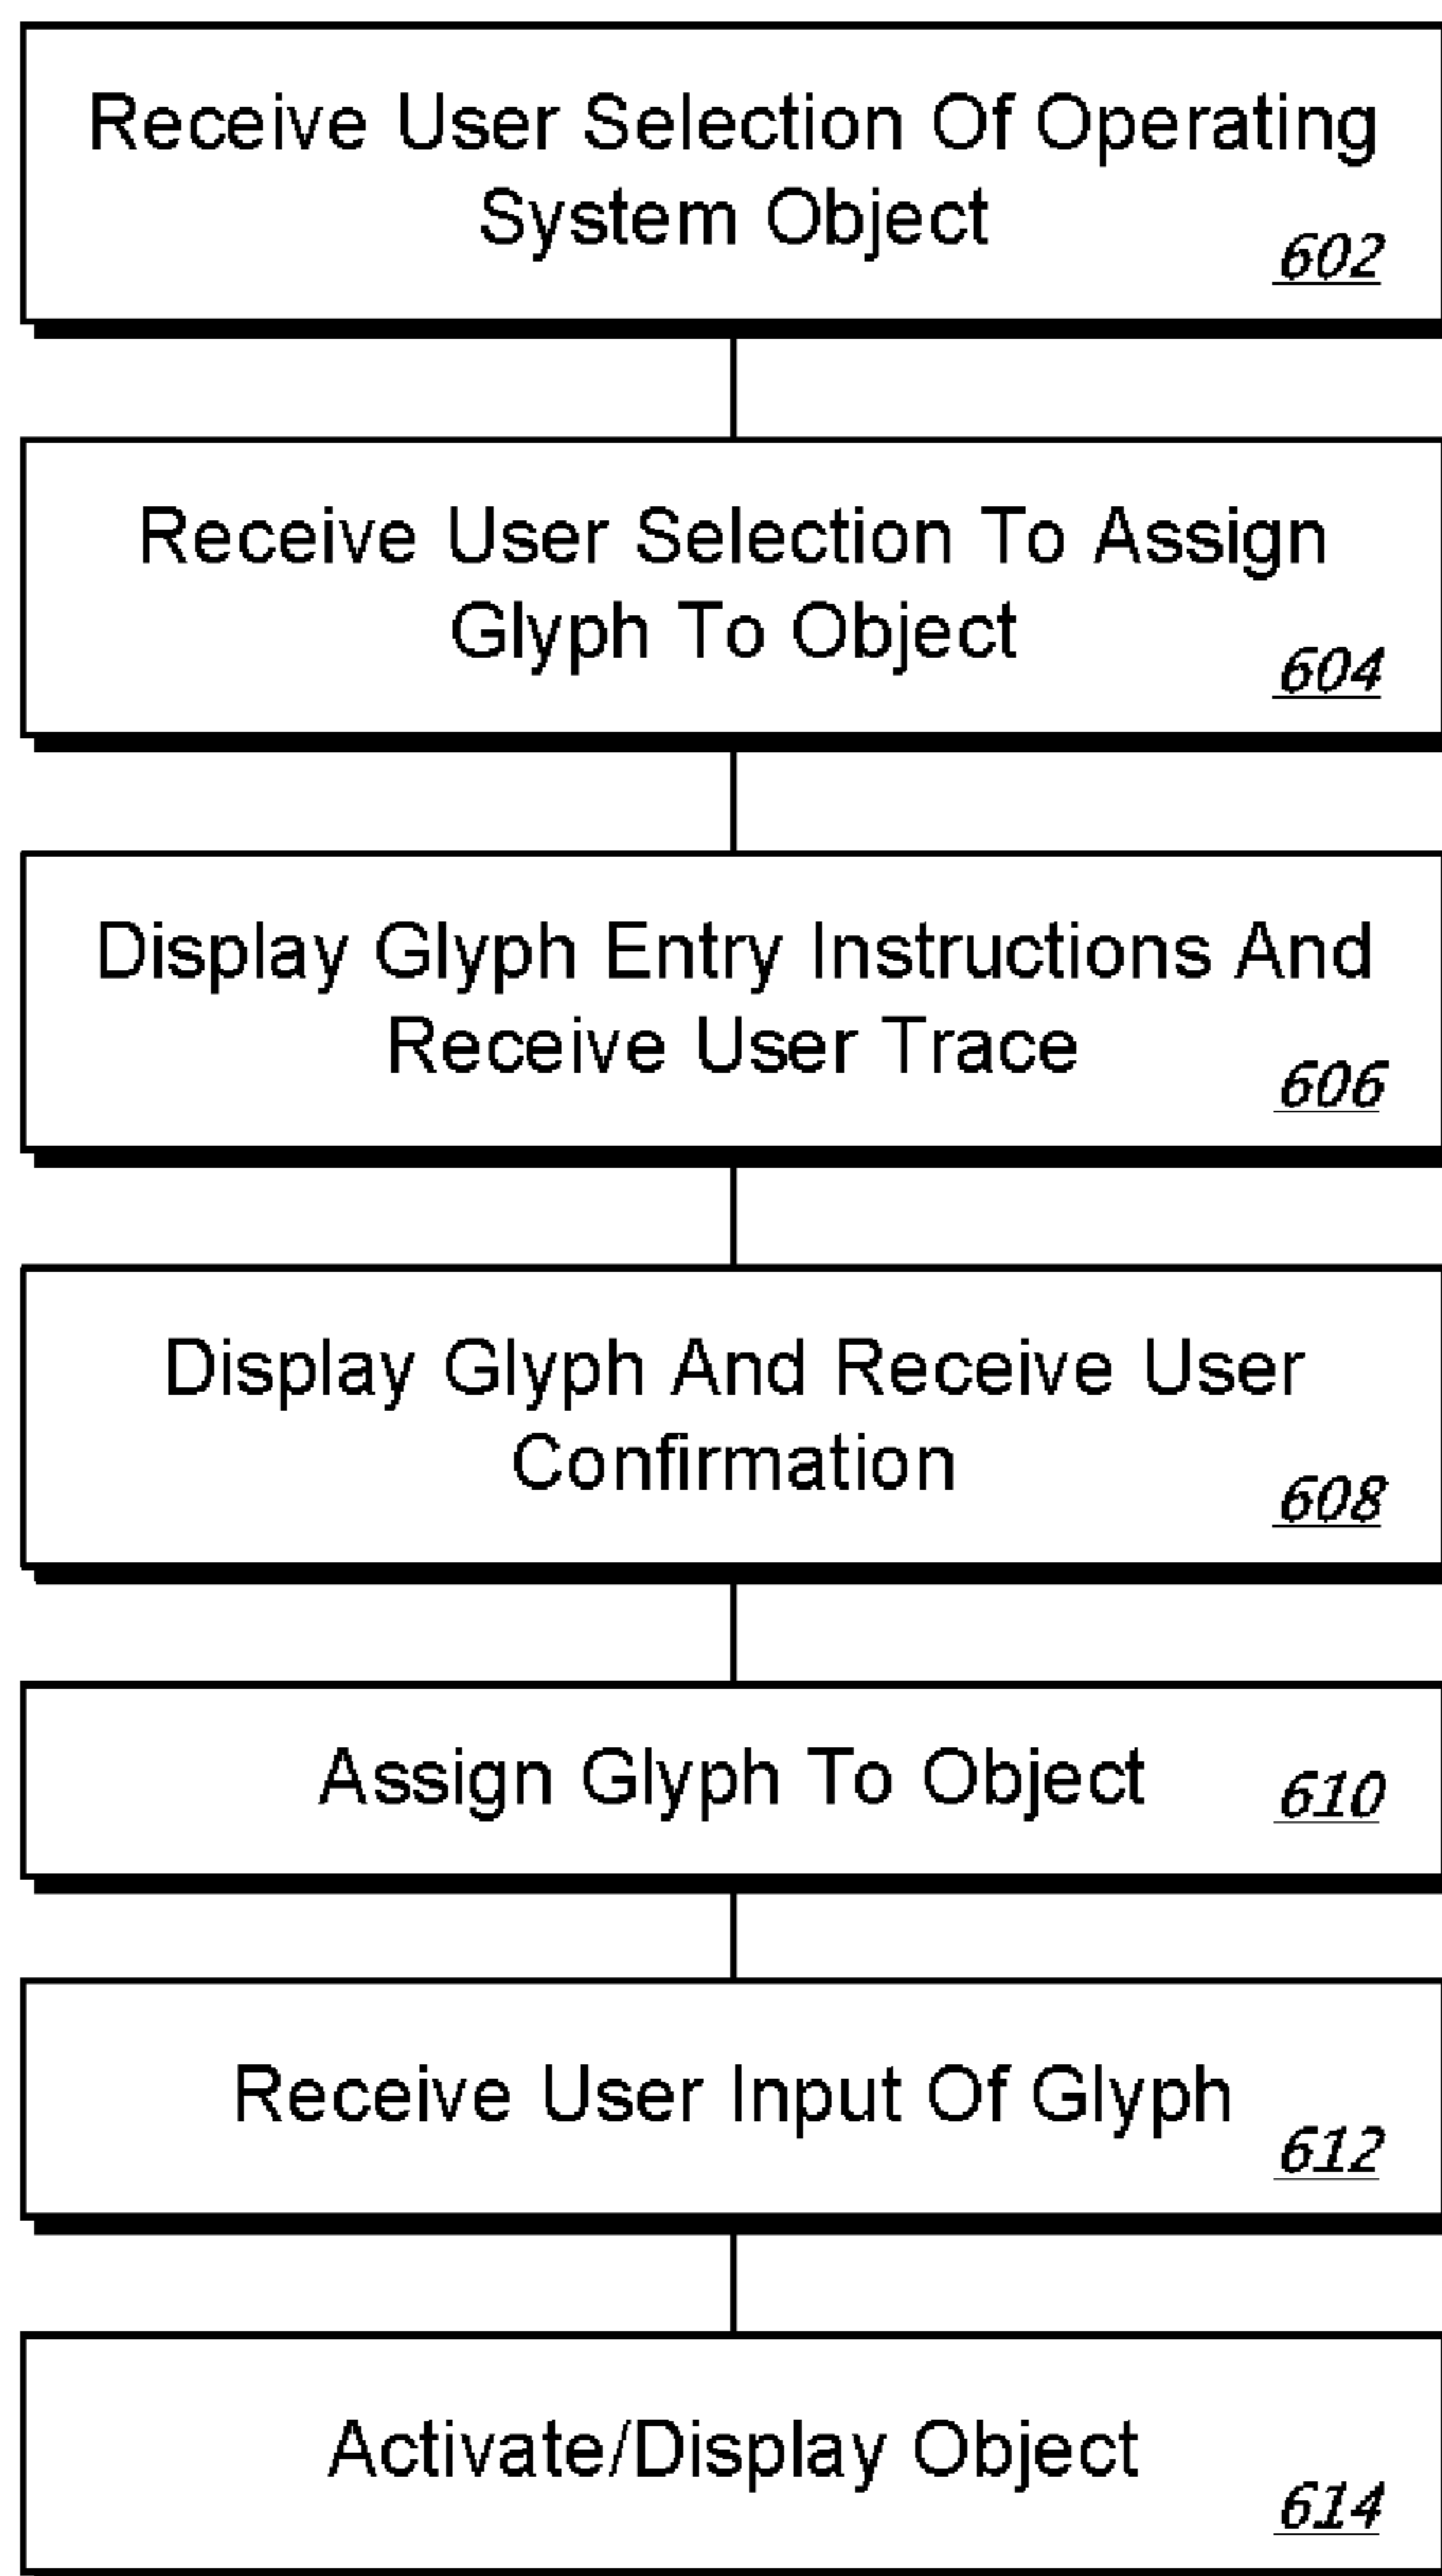 Receive User Selection Of Operating
System Object
602
Receive User Selection To Assign
Glyph To Object
604
Display Glyph Entry Instructions And
Receive User Trace
606
Display Glyph And Receive User
Confirmation
608
Assign Glyph To Object
610
Receive User Input Of Glyph
612
Activate/Display Object
614